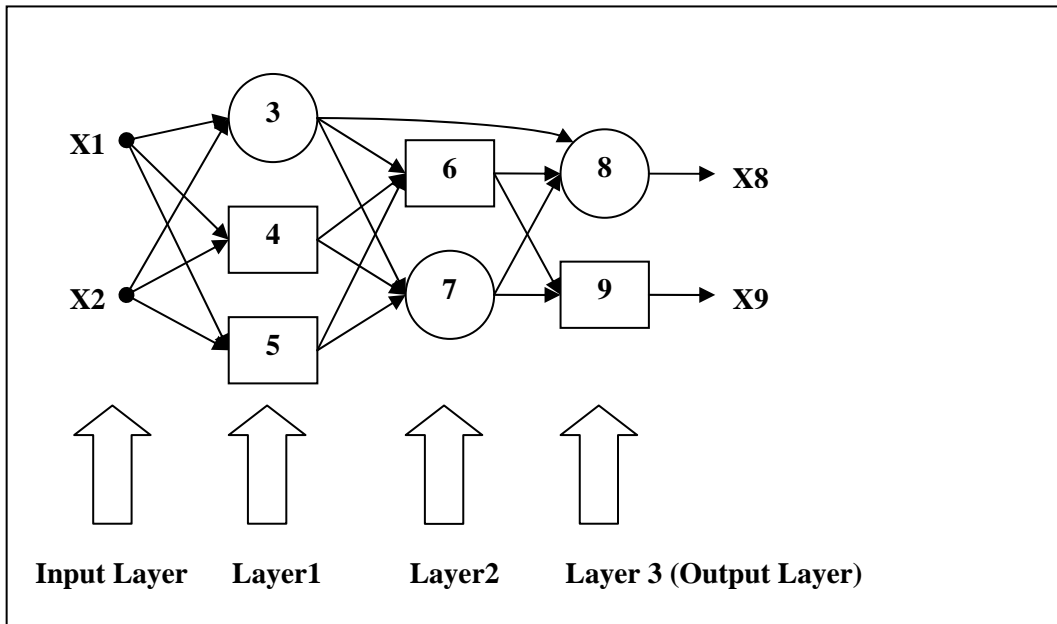 3
X1
6
8
X8
4
X2
7
9
X9
5
Input Layer
Layer1
Layer2
Layer 3 (Output Layer)